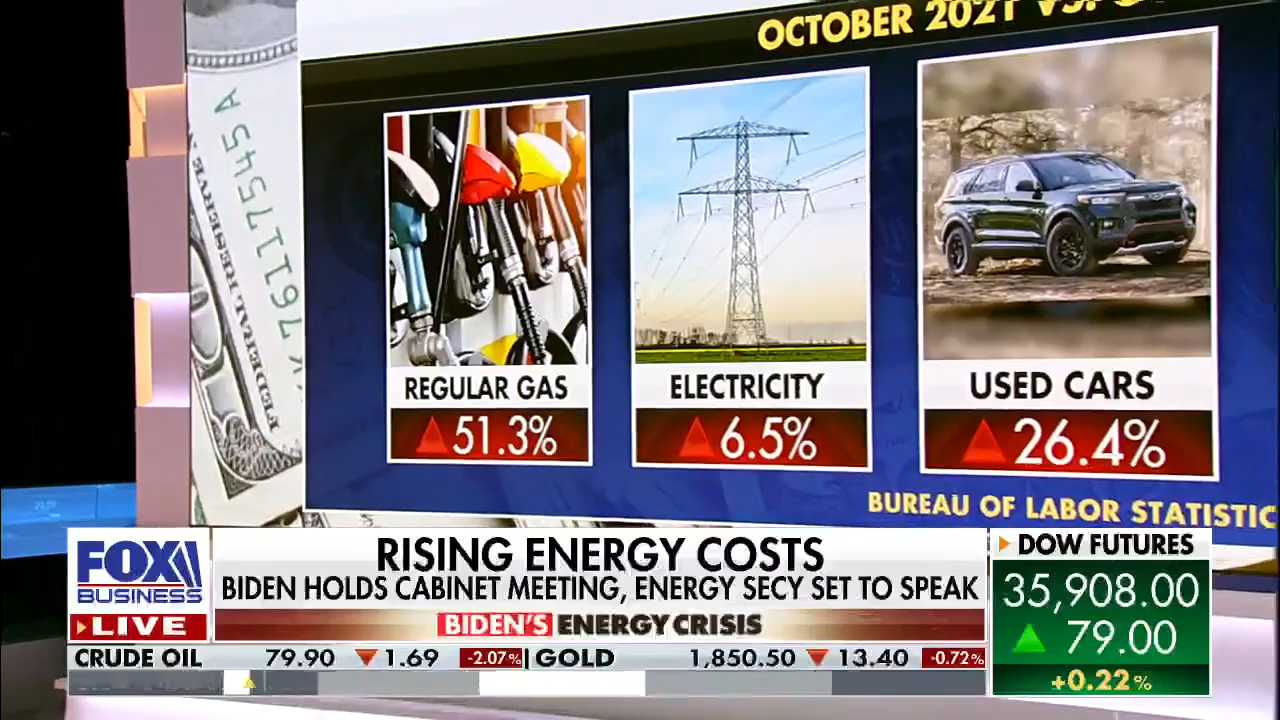 OCTOBER 2021 VS.
REGULAR GAS
51.3%
ELECTRICITY
6.5%
USED CARS
26.4%
BUREAU OF LABOR STATISTIC
76117545 A
FEDERAL RESERVE
FOX
BUSINESS
LIVE
RISING ENERGY COSTS
BIDEN HOLDS CABINET MEETING, ENERGY SECY SET TO SPEAK
BIDEN'S ENERGY CRISIS
DOW FUTURES
35,908.00
79.00
+0.22%
CRUDE OIL 79.90 1.69 -2.07% GOLD 1,850.50 13.40 -0.72%